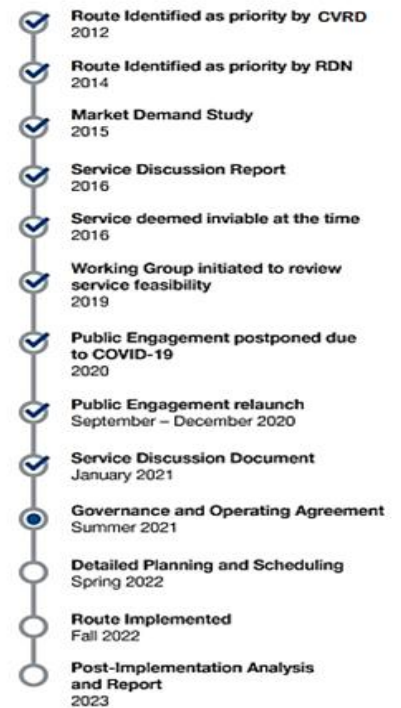 Route Identified as priority by CVRD
2012
Route Identified as priority by RDN
2014
Market Demand Study
2015
Service Discussion Report
2016
Service deemed inviable at the time
2016
Working Group initiated to review
service feasibility
2019
Public Engagement postponed due
to COVID-19
2020
Public Engagement relaunch
September – December 2020
Service Discussion Document
January 2021
Governance and Operating Agreement
Summer 2021
Detailed Planning and Scheduling
Spring 2022
Route Implemented
Fall 2022
Post-Implementation Analysis
and Report
2023